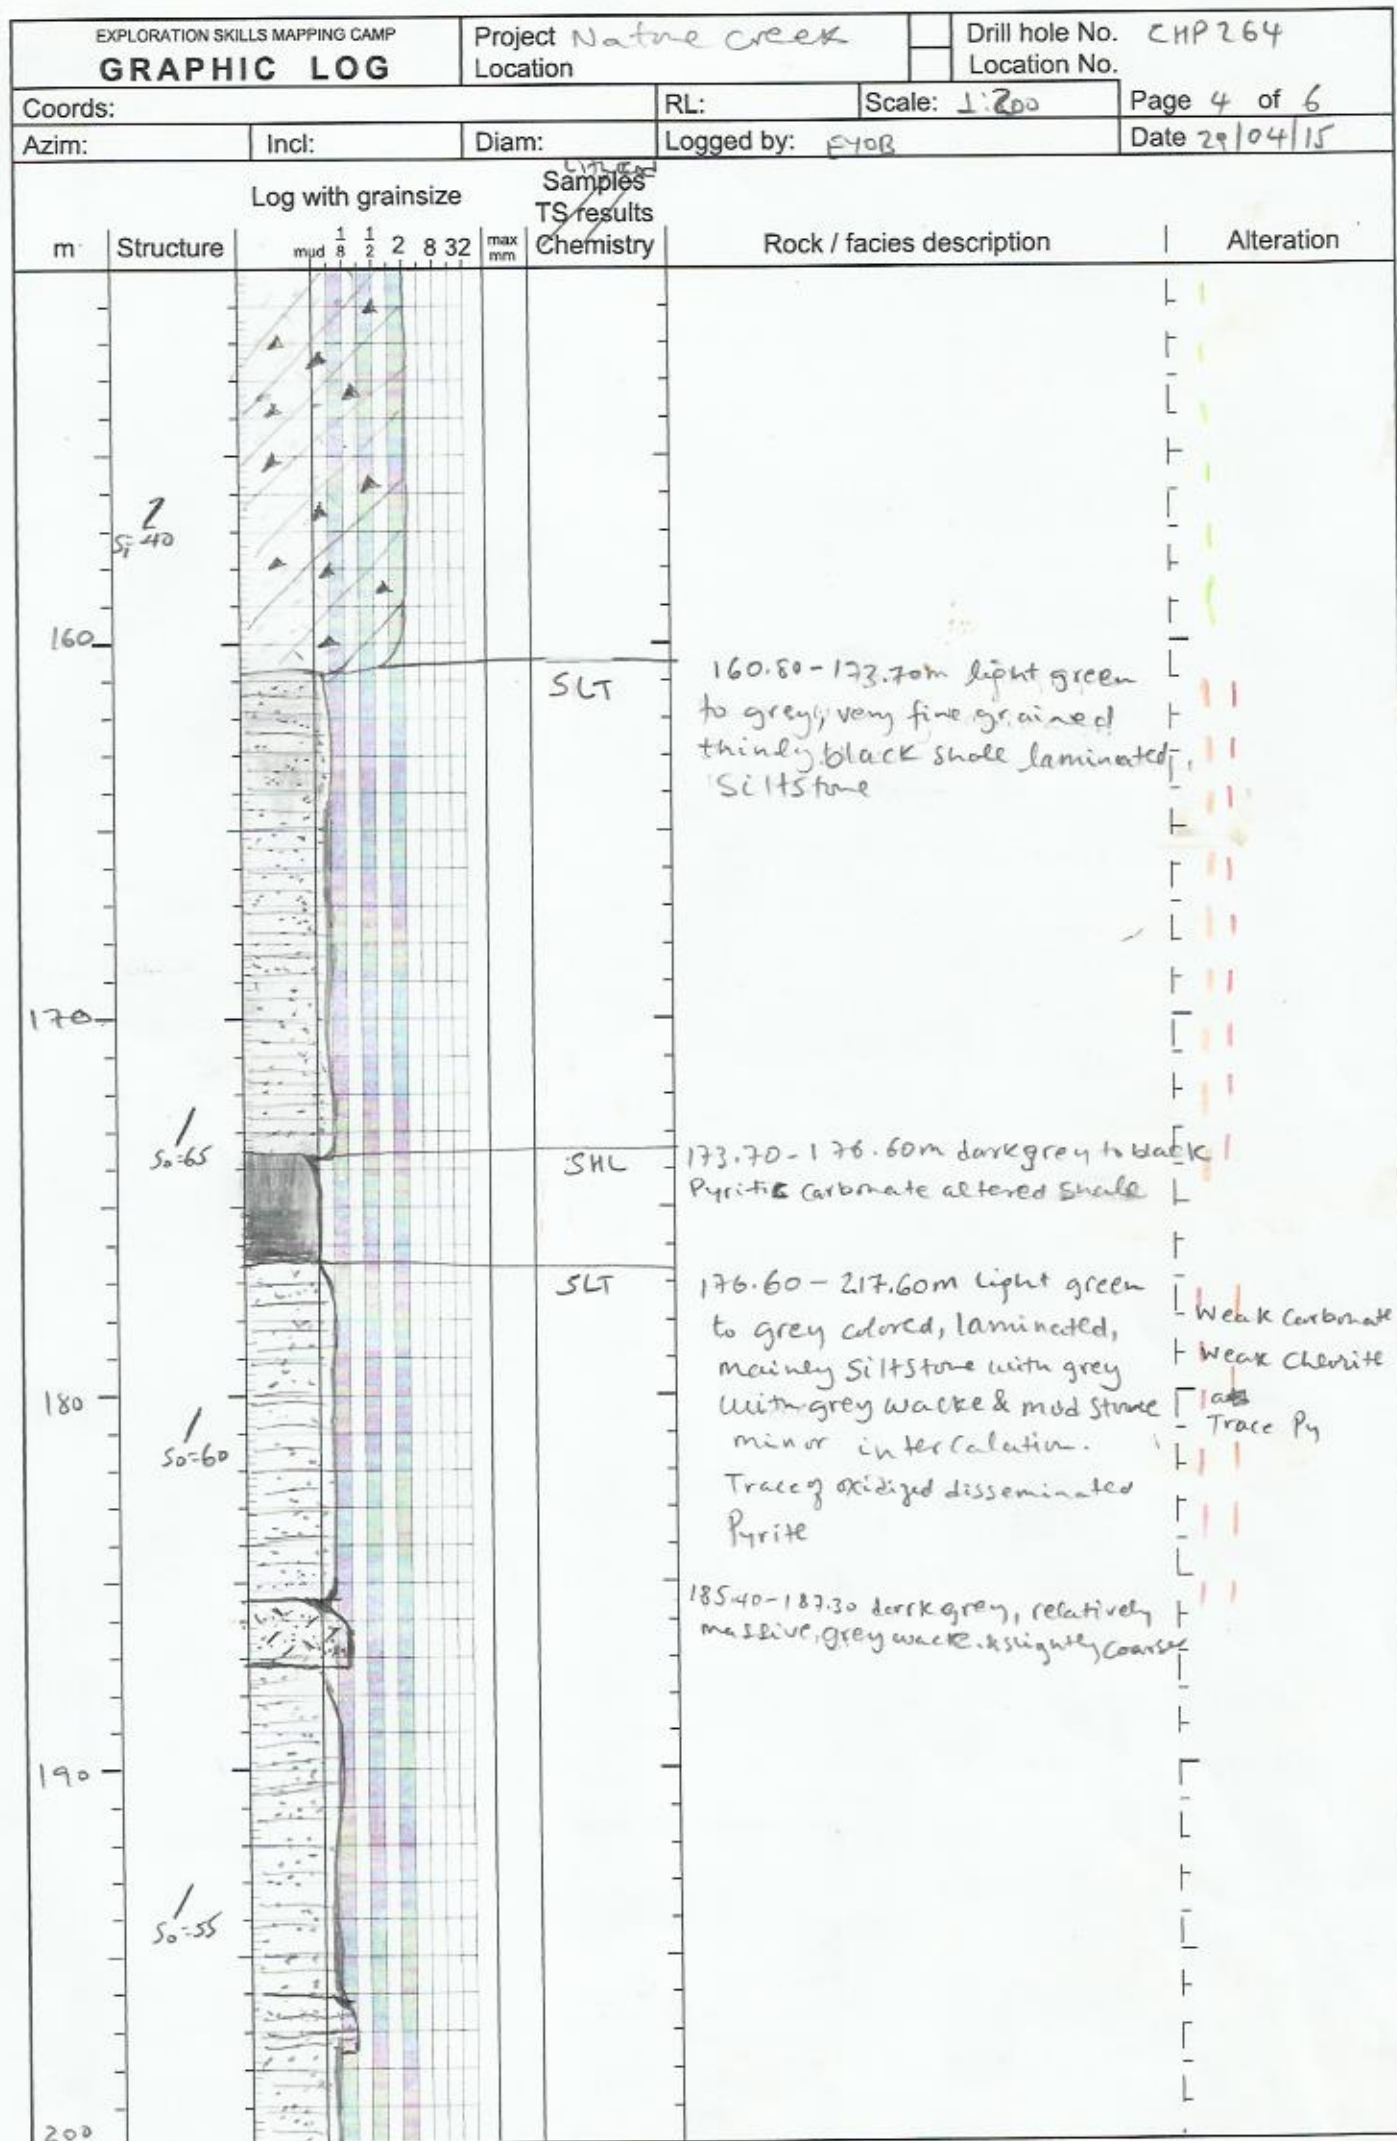 EXPLORATION SKILLS MAPPING CAMP
GRAPHIC LOG
Project Nature Creek
Location
Drill hole No. CHP264
Location No.
Coords:
RL:
Scale: 1:200
Page 4 of 6
Azim:
Incl:
Diam:
Logged by: EYOB
Date 29/04/15
m
Structure
Log with grainsize
mud 1/8 1/2 2 8 32
max mm
Samples
TS results
Chemistry
Rock / facies description
Alteration
S1=40
160
SLT
160.80-173.70m light green
to grey, very fine grained
thinly black shale laminated,
Siltstone
170
So=65
SHL
173.70-176.60m dark grey to black
Pyritic carbonate altered shale
SLT
176.60-217.60m light green
to grey colored, laminated,
mainly Siltstone with grey
with grey wacke & mud stone
minor intercalation.
Trace of oxidized disseminated
Pyrite
Weak Carbonate
Weak Chlorite
Trace Py
180
So=60
185.40-187.30 dark grey, relatively
massive, grey wacke. & slightly coarse
190
So=55
200